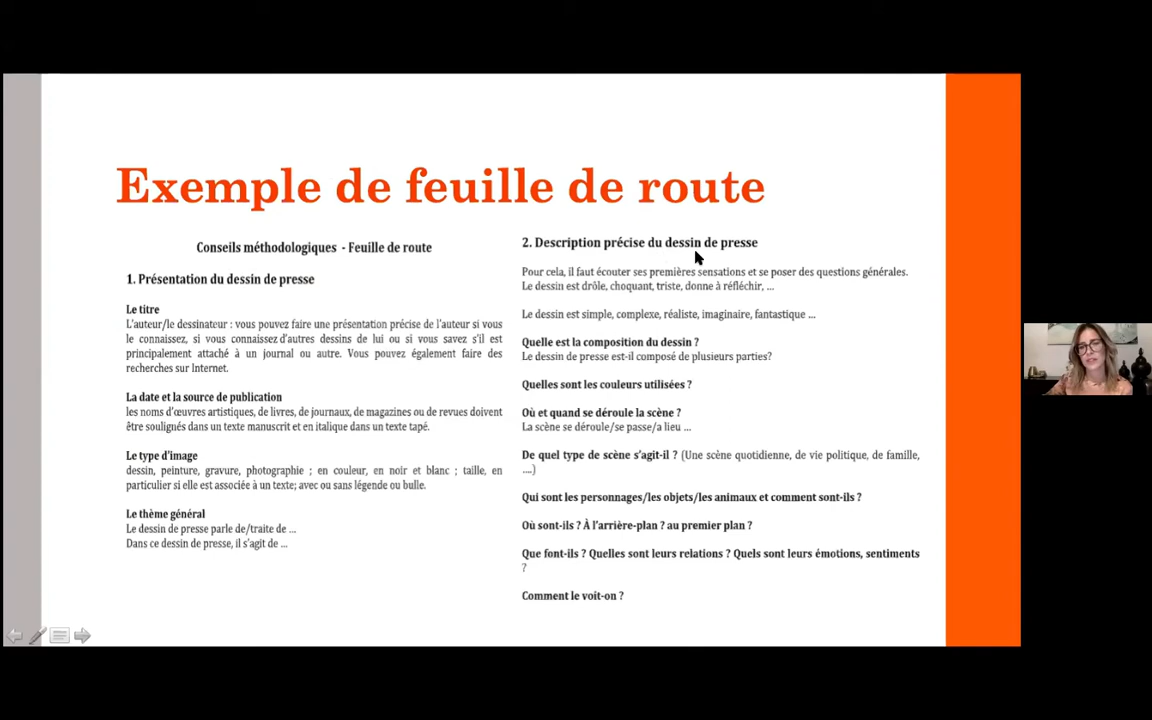 Exemple de feuille de route
Conseils méthodologiques - Feuille de route
1. Présentation du dessin de presse
Le titre
L'auteur/le dessinateur : vous pouvez faire une présentation précise de l'auteur si vous
le connaissez, si vous connaissez d'autres dessins de lui ou si vous savez s'il est
principalement attaché à un journal ou autre. Vous pouvez également faire des
recherches sur Internet.
La date et la source de publication
les noms d'œuvres artistiques, de livres, de journaux, de magazines ou de revues doivent
être soulignés dans un texte manuscrit et en italique dans un texte tapé.
Le type d'image
dessin, peinture, gravure, photographie ; en couleur, en noir et blanc ; taille, en
particulier si elle est associée à un texte; avec ou sans légende ou bulle.
Le thème général
Le dessin de presse parle de/traite de ...
Dans ce dessin de presse, il s'agit de ...
2. Description précise du dessin de presse
Pour cela, il faut écouter ses premières sensations et se poser des questions générales.
Le dessin est drôle, choquant, triste, donne à réfléchir, ...
Le dessin est simple, complexe, réaliste, imaginaire, fantastique ...
Quelle est la composition du dessin ?
Le dessin de presse est-il composé de plusieurs parties?
Quelles sont les couleurs utilisées ?
Où et quand se déroule la scène ?
La scène se déroule/se passe/a lieu ...
De quel type de scène s'agit-il ? (Une scène quotidienne, de vie politique, de famille,
....)
Qui sont les personnages/les objets/les animaux et comment sont-ils ?
Où sont-ils ? À l'arrière-plan ? au premier plan ?
Que font-ils ? Quelles sont leurs relations ? Quels sont leurs émotions, sentiments
?
Comment le voit-on ?